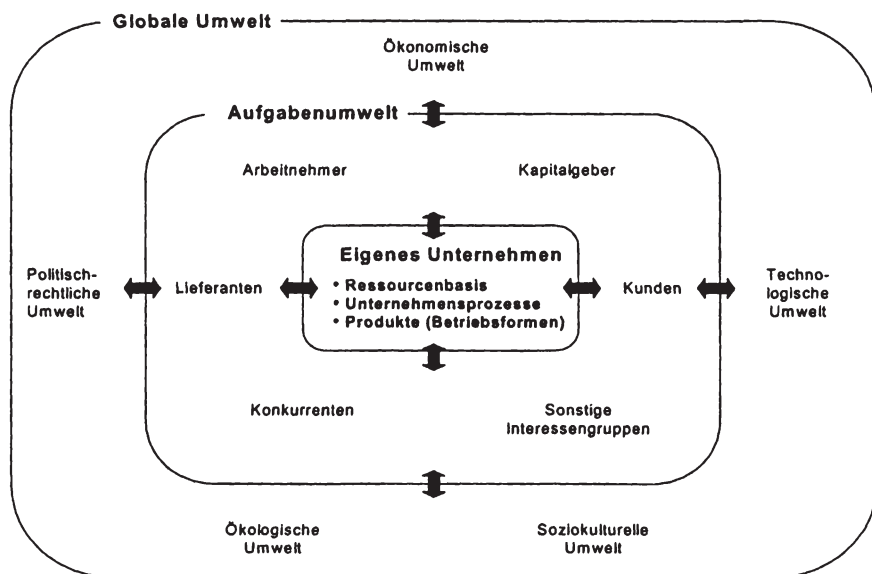 Globale Umwelt
Ökonomische
Umwelt
Aufgabenumwelt
Arbeitnehmer
Kapitalgeber
Eigenes Unternehmen
• Ressourcenbasis
• Unternehmensprozesse
• Produkte (Betriebsformen)
Politisch-
rechtliche
Umwelt
Lieferanten
Kunden
Techno-
logische
Umwelt
Konkurrenten
Sonstige
Interessengruppen
Ökologische
Umwelt
Soziokulturelle
Umwelt